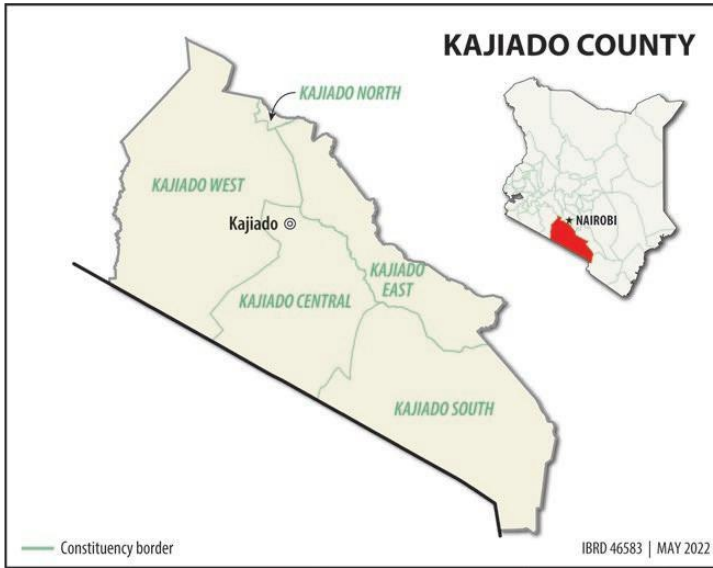 KAJIADO COUNTY
KAJIADO NORTH
KAJIADO WEST
Kajiado
NAIROBI
KAJIADO
EAST
KAJIADO CENTRAL
KAJIADO SOUTH
Constituency border
IBRD 46583 | MAY 2022